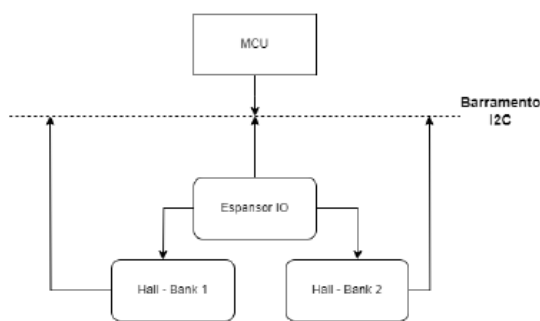 MCU
Barramento
I2C
Espansor IO
Hall - Bank 1
Hall - Bank 2